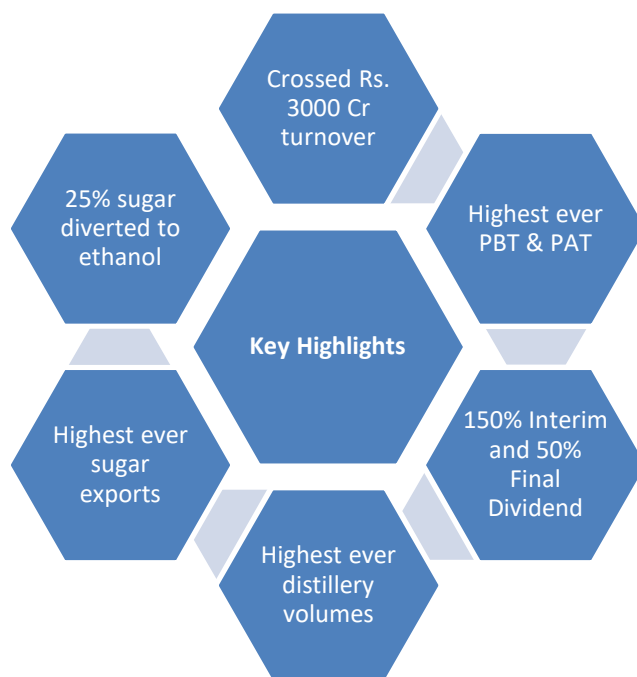 Crossed Rs.
3000 Cr
turnover
Highest ever
PBT & PAT
150% Interim
and 50%
Final
Dividend
Highest ever
distillery
volumes
Highest ever
sugar
exports
25% sugar
diverted to
ethanol
Key Highlights